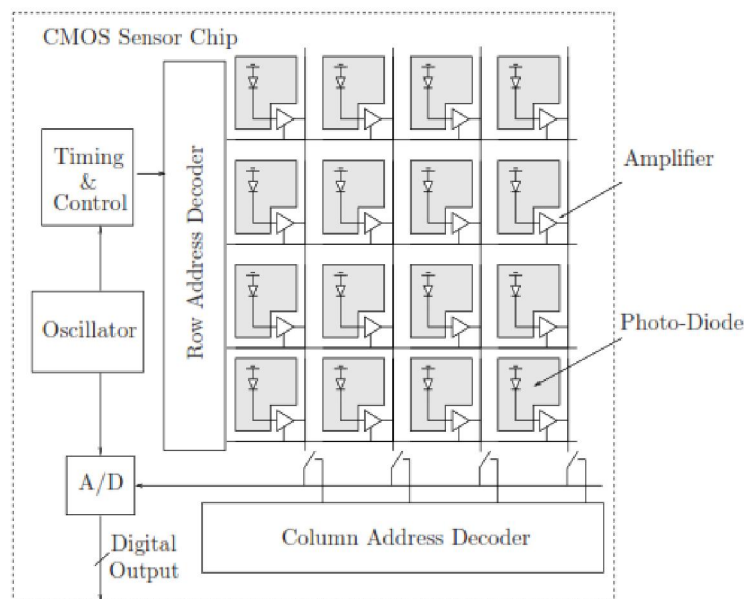 CMOS Sensor Chip
Timing
&
Control
Row Address Decoder
Amplifier
Oscillator
Photo-Diode
A/D
Digital
Output
Column Address Decoder